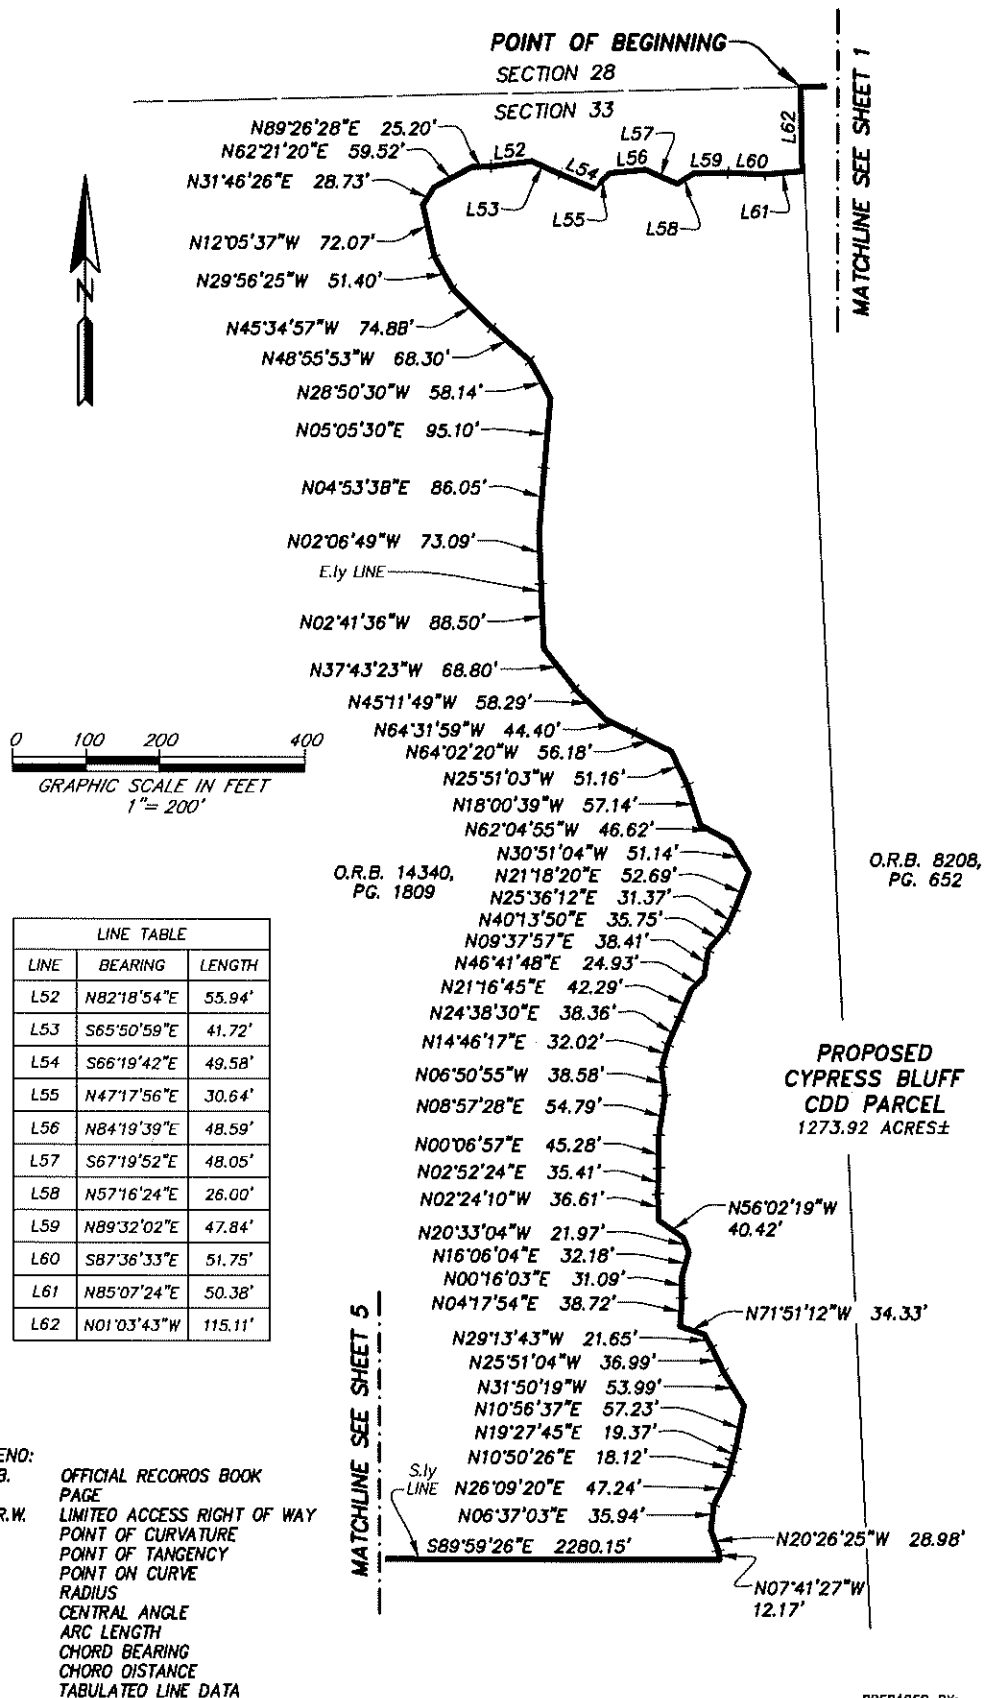 POINT OF BEGINNING
SECTION 28
SECTION 33
MATCHLINE SEE SHEET 1
L62
N89°26'28"E 25.20'
N62°21'20"E 59.52'
N31°46'26"E 28.73'
N12°05'37"W 72.07'
N29°56'25"W 51.40'
N45°34'57"W 74.88'
N48°55'53"W 68.30'
N28°50'30"W 58.14'
N05°05'30"E 95.10'
N04°53'38"E 86.05'
N02°06'49"W 73.09'
E.ly LINE
N02°41'36"W 88.50'
N37°43'23"W 68.80'
N45°11'49"W 58.29'
N64°31'59"W 44.40'
N64°02'20"W 56.18'
N25°51'03"W 51.16'
N18°00'39"W 57.14'
N62°04'55"W 46.62'
N30°51'04"W 51.14'
N21°18'20"E 52.69'
N25°36'12"E 31.37'
N40°13'50"E 35.75'
N09°37'57"E 38.41'
N46°41'48"E 24.93'
N21°16'45"E 42.29'
N24°38'30"E 38.36'
N14°46'17"E 32.02'
N06°50'55"W 38.58'
N08°57'28"E 54.79'
N00°06'57"E 45.28'
N02°52'24"E 35.41'
N02°24'10"W 36.61'
N56°02'19"W
40.42'
N20°33'04"W 21.97'
N16°06'04"E 32.18'
N00°16'03"E 31.09'
N04°17'54"E 38.72'
N71°51'12"W 34.33'
N29°13'43"W 21.65'
N25°51'04"W 36.99'
N31°50'19"W 53.99'
N10°56'37"E 57.23'
N19°27'45"E 19.37'
N10°50'26"E 18.12'
N26°09'20"E 47.24'
N06°37'03"E 35.94'
N20°26'25"W 28.98'
N07°41'27"W
12.17'
S.ly
LINE
S89°59'26"E 2280.15'
MATCHLINE SEE SHEET 5
L52
L53
L54
L55
L56
L57
L58
L59
L60
L61
N
0 100 200 400
GRAPHIC SCALE IN FEET
1"= 200'
O.R.B. 14340,
PG. 1809
O.R.B. 8208,
PG. 652
PROPOSED
CYPRESS BLUFF
CDD PARCEL
1273.92 ACRES±
LINE TABLE
LINE BEARING LENGTH
L52 N82°18'54"E 55.94'
L53 S65°50'59"E 41.72'
L54 S66°19'42"E 49.58'
L55 N47°17'56"E 30.64'
L56 N84°19'39"E 48.59'
L57 S67°19'52"E 48.05'
L58 N57°16'24"E 26.00'
L59 N89°32'02"E 47.84'
L60 S87°36'33"E 51.75'
L61 N85°07'24"E 50.38'
L62 N01°03'43"W 115.11'
OFFICIAL RECOROS BOOK
PAGE
R.W. LIMITED ACCESS RIGHT OF WAY
POINT OF CURVATURE
POINT OF TANGENCY
POINT ON CURVE
RADIUS
CENTRAL ANGLE
ARC LENGTH
CHORD BEARING
CHORO DISTANCE
TABULATED LINE DATA